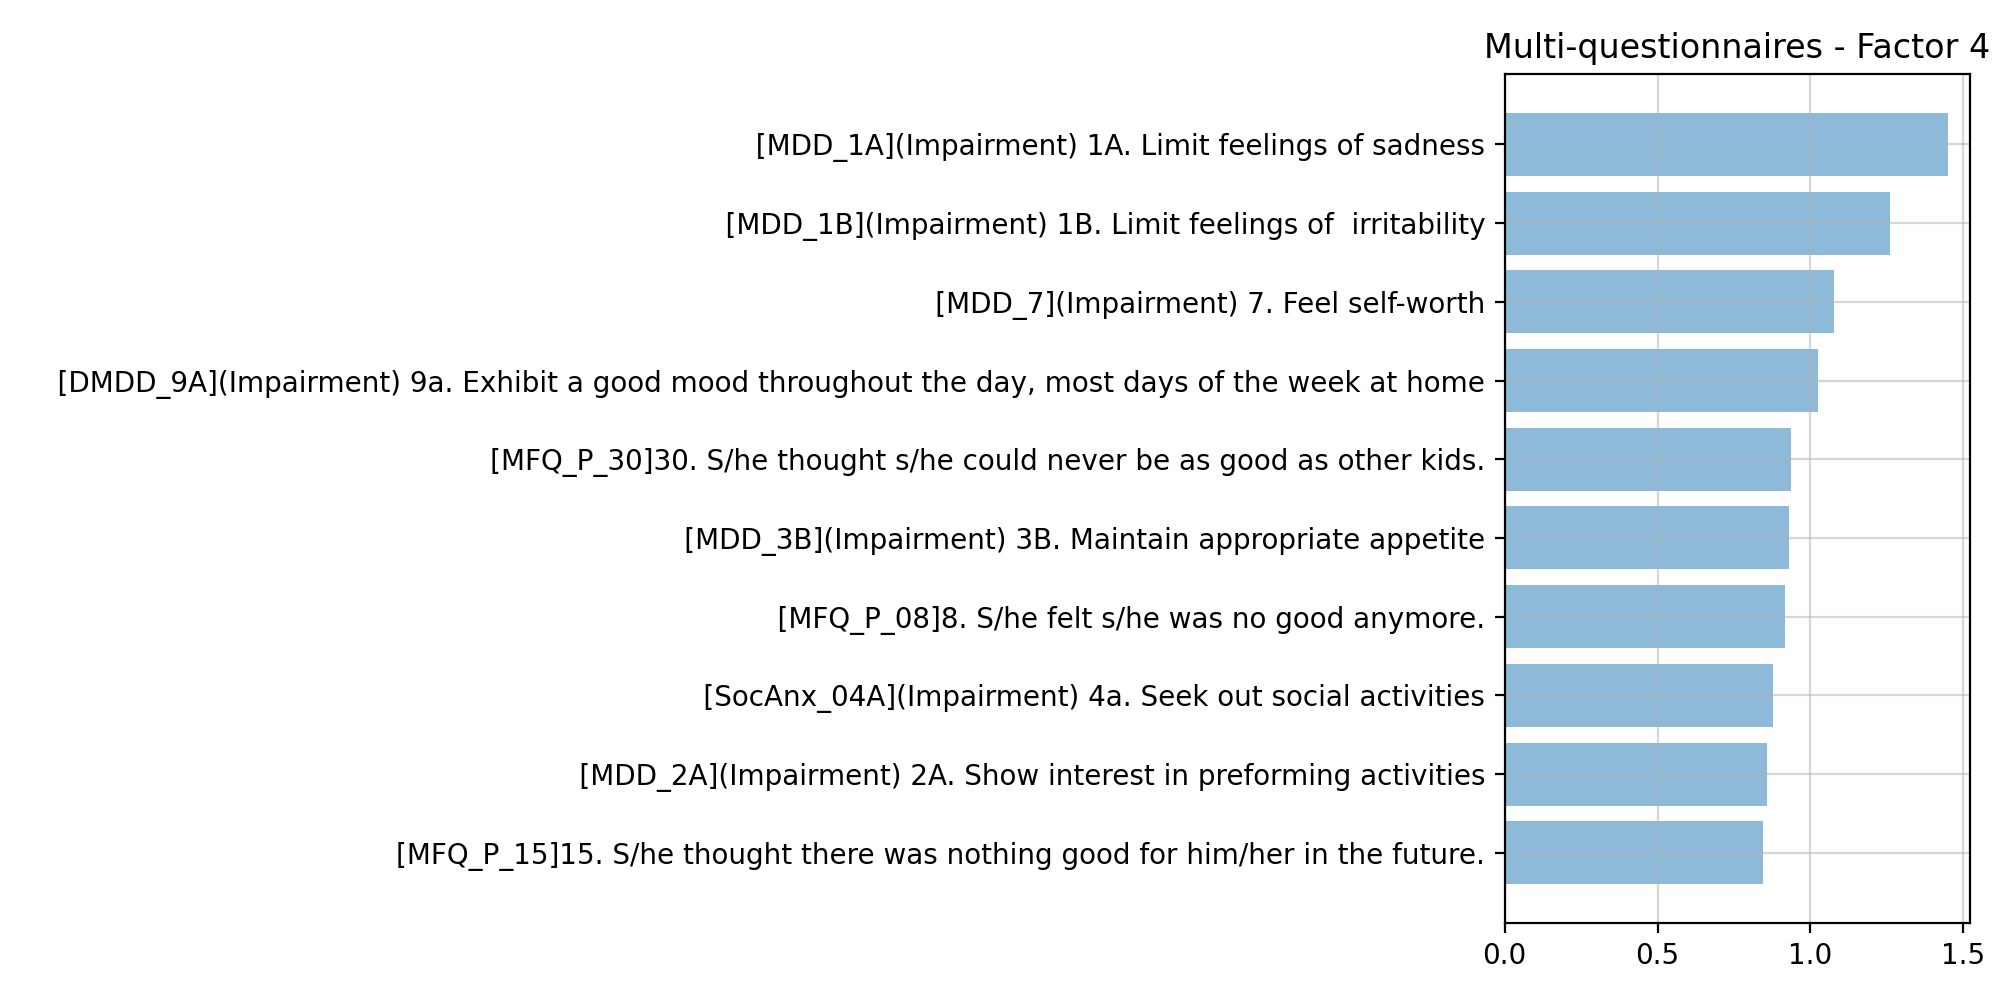 Multi-questionnaires - Factor 4
[MDD_1A](Impairment) 1A. Limit feelings of sadness
[MDD_1B](Impairment) 1B. Limit feelings of  irritability
[MDD_7](Impairment) 7. Feel self-worth
[DMDD_9A](Impairment) 9a. Exhibit a good mood throughout the day, most days of the week at home
[MFQ_P_30]30. S/he thought s/he could never be as good as other kids.
[MDD_3B](Impairment) 3B. Maintain appropriate appetite
[MFQ_P_08]8. S/he felt s/he was no good anymore.
[SocAnx_04A](Impairment) 4a. Seek out social activities
[MDD_2A](Impairment) 2A. Show interest in preforming activities
[MFQ_P_15]15. S/he thought there was nothing good for him/her in the future.
0.0 0.5 1.0 1.5